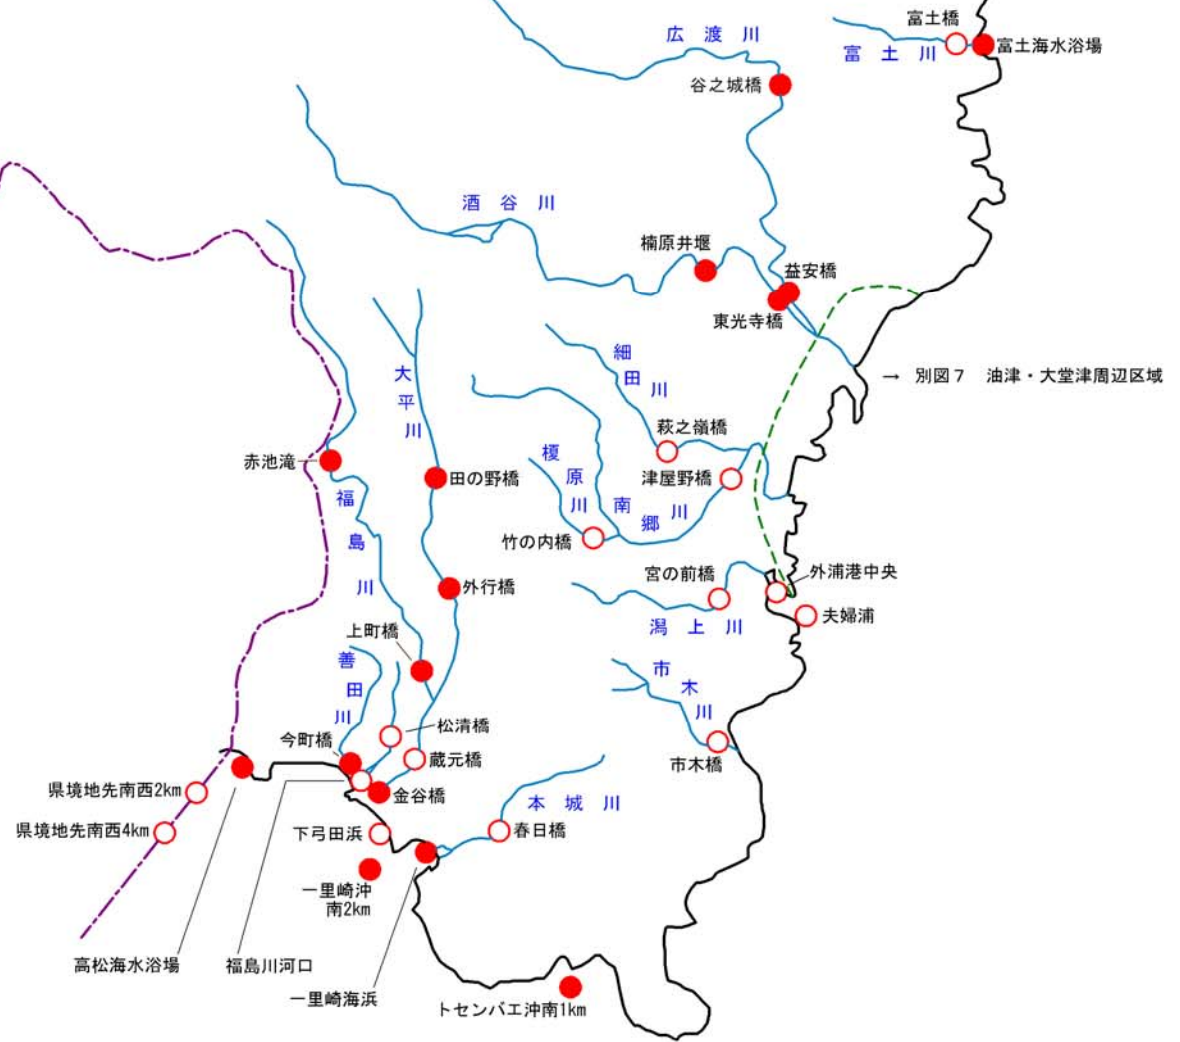 富土橋
広渡川
富土川
富土海水浴場
谷之城橋
酒谷川
楠原井堰
益安橋
東光寺橋
細田川
→ 別図7 油津・大堂津周辺区域
大平川
萩之嶺橋
榎原川
津屋野橋
赤池滝
田の野橋
福島川
南郷川
竹の内橋
宮の前橋
外浦港中央
外行橋
夫婦浦
潟上川
上町橋
善田川
市木川
松清橋
今町橋
蔵元橋
市木橋
県境地先南西2km
金谷橋
本城川
県境地先南西4km
下弓田浜
春日橋
一里崎沖
南2km
高松海水浴場
福島川河口
一里崎海浜
トセンバエ沖南1km